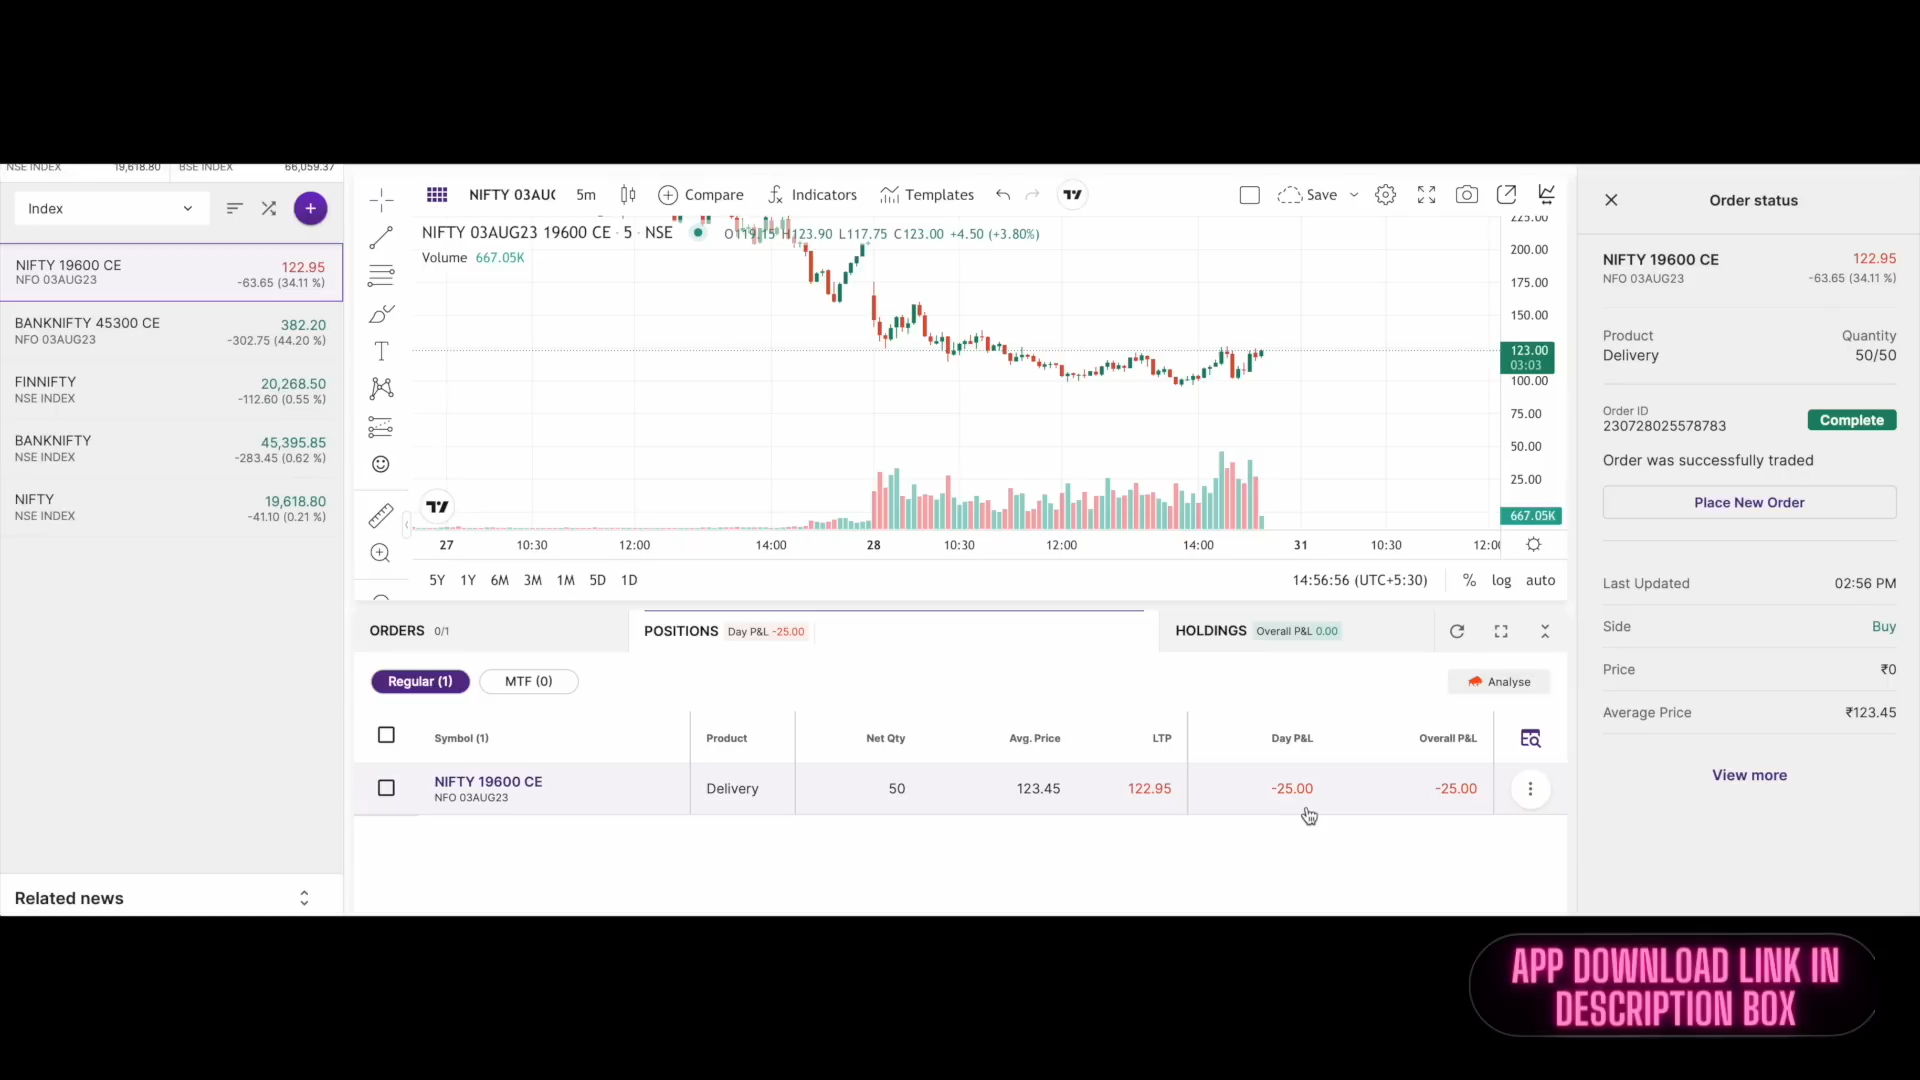 NSE INDEX 19,618.80 BSE INDEX 66,059.37
Index
NIFTY 19600 CE 122.95
NFO 03AUG23 -63.65 (34.11 %)
BANKNIFTY 45300 CE 382.20
NFO 03AUG23 -302.75 (44.20 %)
FINNIFTY 20,268.50
NSE INDEX -112.60 (0.55 %)
BANKNIFTY 45,395.85
NSE INDEX -283.45 (0.62 %)
NIFTY 19,618.80
NSE INDEX -41.10 (0.21 %)
Related news
NIFTY 03AUG 5m Compare Indicators Templates Save
NIFTY 03AUG23 19600 CE · 5 · NSE O119.15 H123.90 L117.75 C123.00 +4.50 (+3.80%)
Volume 667.05K
225.00
200.00
175.00
150.00
123.00
03:03
100.00
75.00
50.00
25.00
667.05K
27 10:30 12:00 14:00 28 10:30 12:00 14:00 31 10:30 12:00
5Y 1Y 6M 3M 1M 5D 1D 14:56:56 (UTC+5:30) % log auto
ORDERS 0/1 POSITIONS Day P&L -25.00 HOLDINGS Overall P&L 0.00
Regular (1) MTF (0) Analyse
Symbol (1) Product Net Qty Avg. Price LTP Day P&L Overall P&L
NIFTY 19600 CE Delivery 50 123.45 122.95 -25.00 -25.00
NFO 03AUG23
Order status
NIFTY 19600 CE 122.95
NFO 03AUG23 -63.65 (34.11 %)
Product Quantity
Delivery 50/50
Order ID
230728025578783 Complete
Order was successfully traded
Place New Order
Last Updated 02:56 PM
Side Buy
Price ₹0
Average Price ₹123.45
View more
APP DOWNLOAD LINK IN
DESCRIPTION BOX